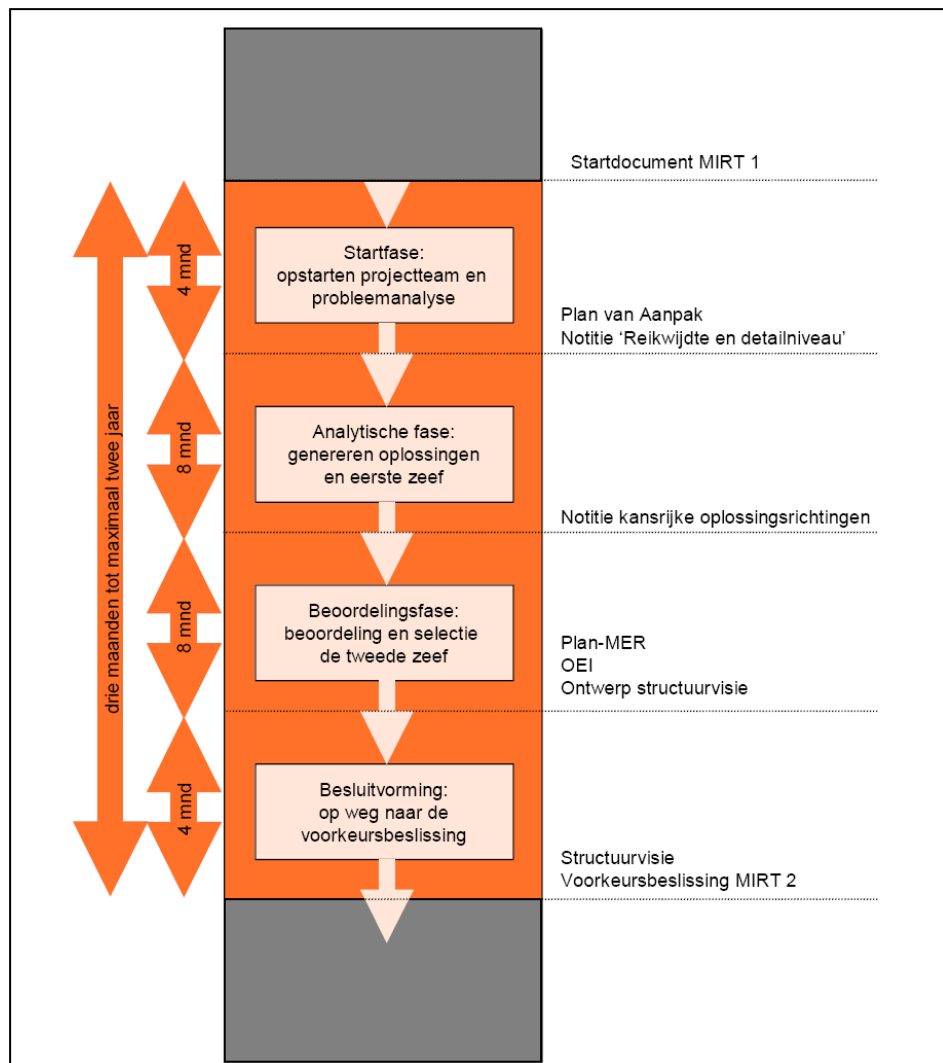 Startdocument MIRT 1
drie maanden tot maximaal twee jaar
4 mnd
Startfase:
opstarten projectteam en
probleemanalyse
Plan van Aanpak
Notitie ‘Reikwijdte en detailniveau’
8 mnd
Analytische fase:
genereren oplossingen
en eerste zeef
Notitie kansrijke oplossingsrichtingen
8 mnd
Beoordelingsfase:
beoordeling en selectie
de tweede zeef
Plan-MER
OEI
Ontwerp structuurvisie
4 mnd
Besluitvorming:
op weg naar de
voorkeursbeslissing
Structuurvisie
Voorkeursbeslissing MIRT 2